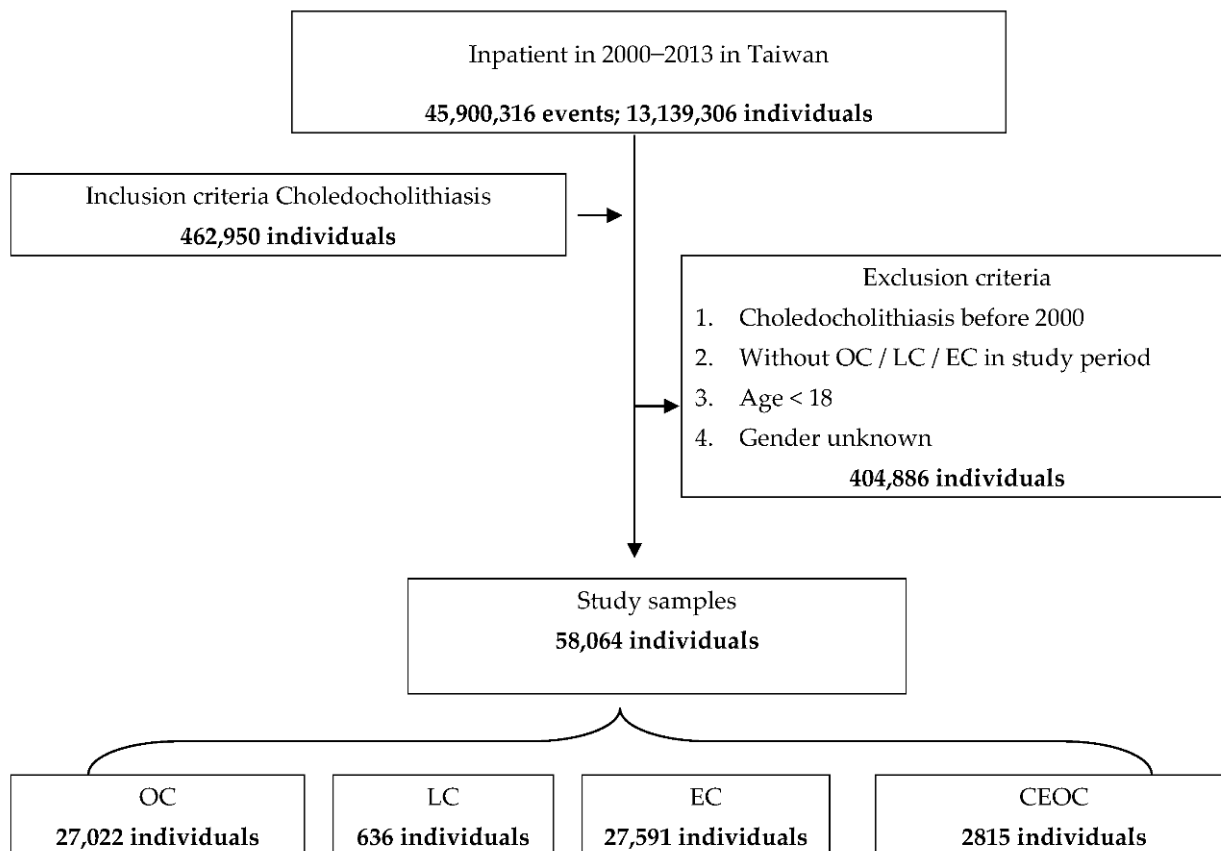 Inpatient in 2000–2013 in Taiwan
45,900,316 events; 13,139,306 individuals
Inclusion criteria Choledocholithiasis
462,950 individuals
Exclusion criteria
1. Choledocholithiasis before 2000
2. Without OC / LC / EC in study period
3. Age < 18
4. Gender unknown
404,886 individuals
Study samples
58,064 individuals
OC
27,022 individuals
LC
636 individuals
EC
27,591 individuals
CEOC
2815 individuals